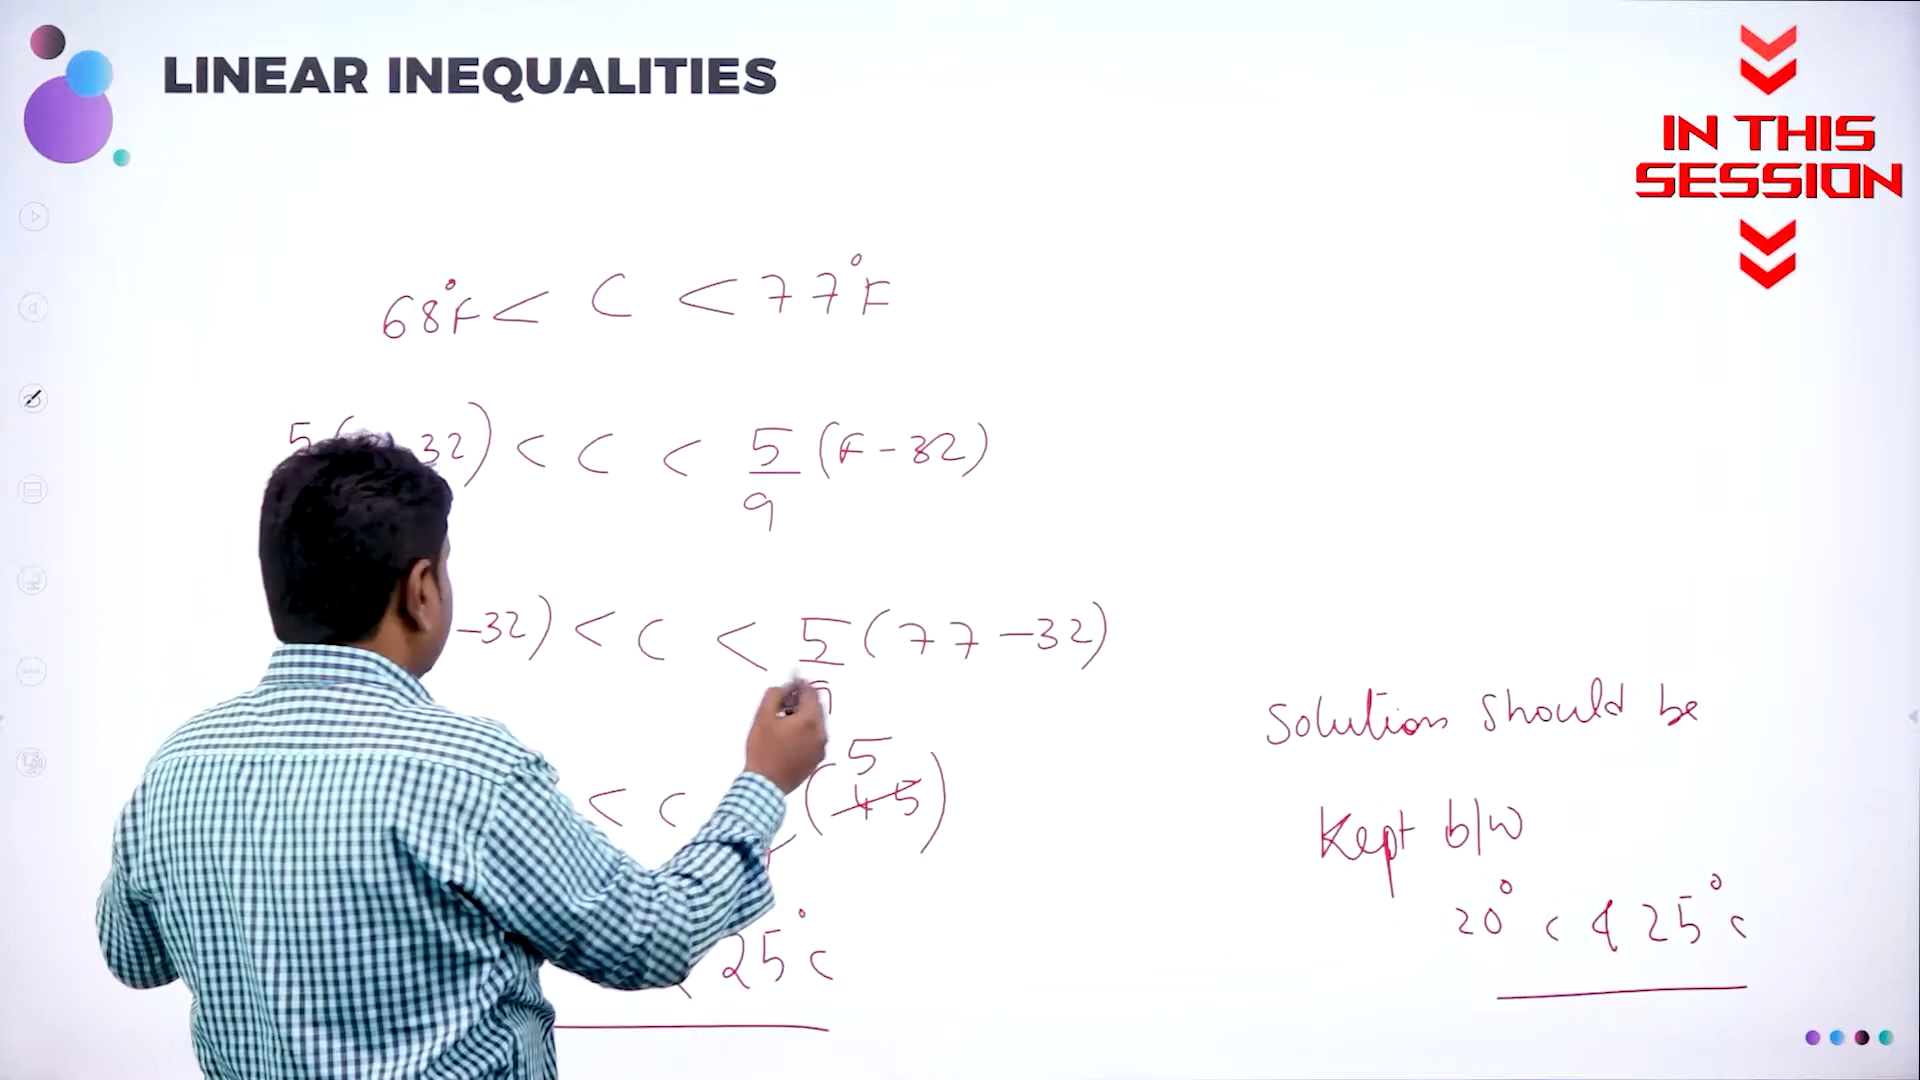 LINEAR INEQUALITIES
IN THIS
SESSION
68°F < C < 77°F
5( 32) < C < 5/9 (F-32)
-32) < C < 5 (77-32)
< C (5 45)
25°C
Solution should be
Kept b/w
20°C & 25°C